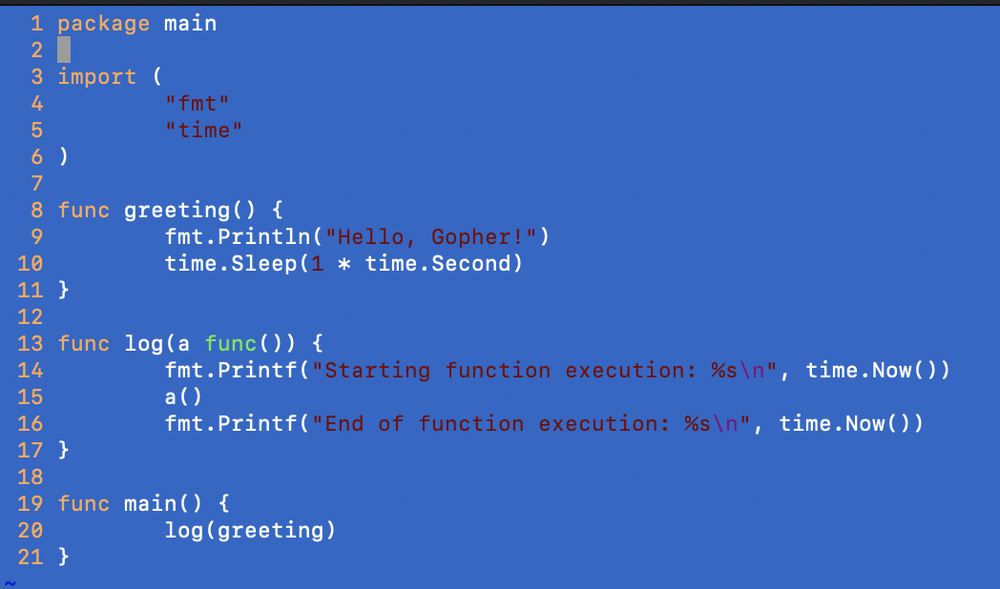 1 package main
2
3 import (
4         "fmt"
5         "time"
6 )
7
8 func greeting() {
9         fmt.Println("Hello, Gopher!")
10         time.Sleep(1 * time.Second)
11 }
12
13 func log(a func()) {
14         fmt.Printf("Starting function execution: %s\n", time.Now())
15         a()
16         fmt.Printf("End of function execution: %s\n", time.Now())
17 }
18
19 func main() {
20         log(greeting)
21 }
~